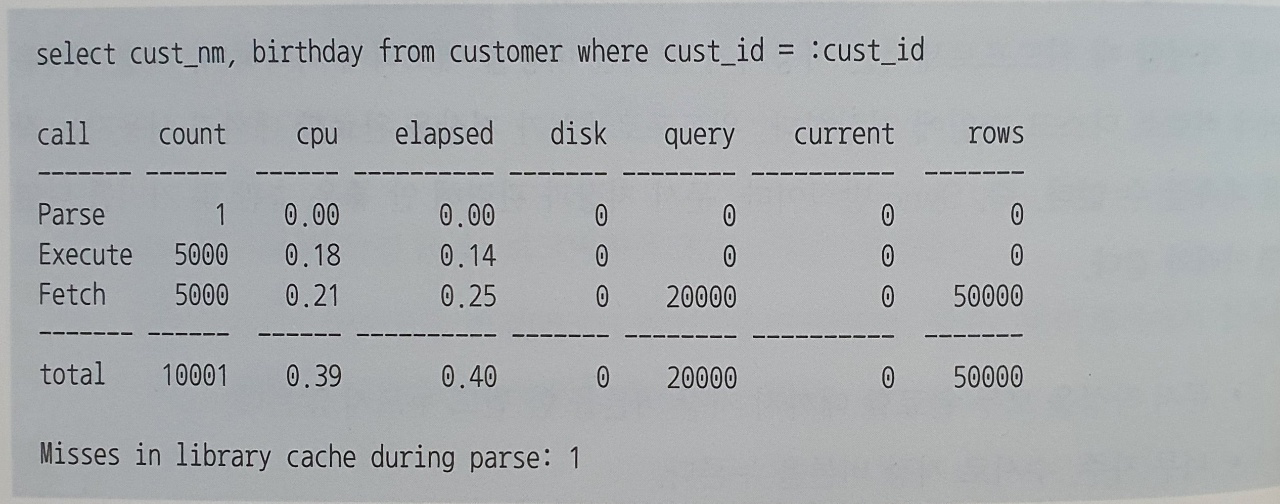 select cust_nm, birthday from customer where cust_id = :cust_id
call count cpu elapsed disk query current rows
------- ------ ------ ---------- ------- -------- ---------- -------
Parse 1 0.00 0.00 0 0 0 0
Execute 5000 0.18 0.14 0 0 0 0
Fetch 5000 0.21 0.25 0 20000 0 50000
------- ------ ------ ---------- ------- -------- ---------- -------
total 10001 0.39 0.40 0 20000 0 50000
Misses in library cache during parse: 1